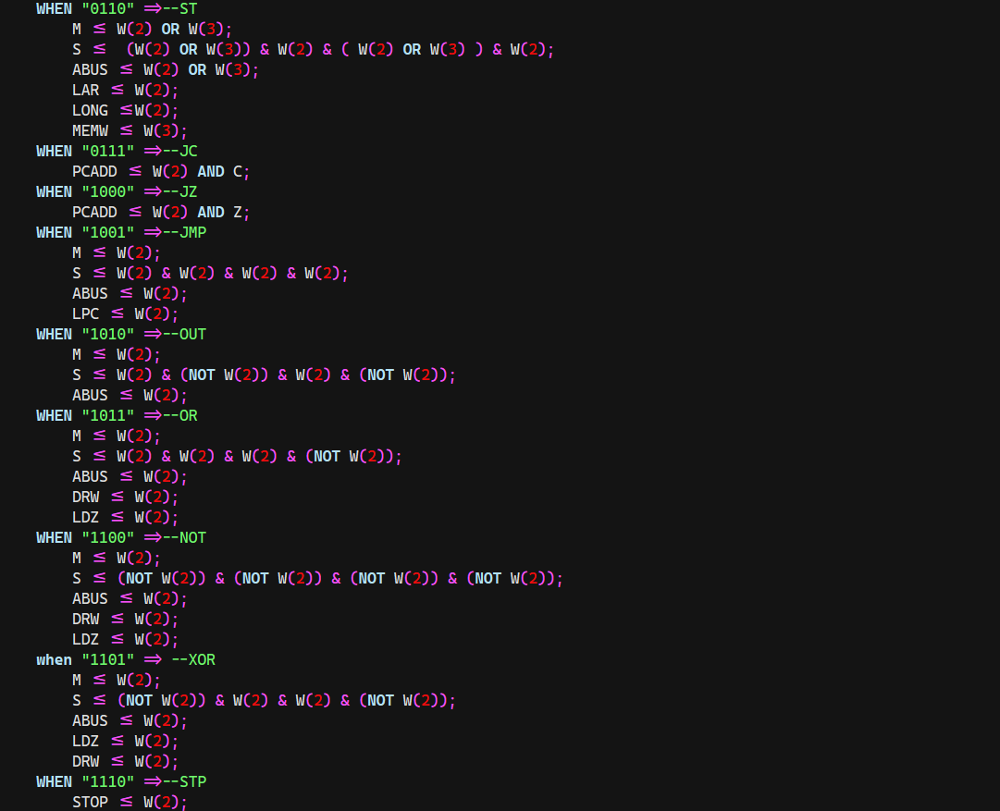 WHEN "0110" =>--ST
M <= W(2) OR W(3);
S <=  (W(2) OR W(3)) & W(2) & ( W(2) OR W(3) ) & W(2);
ABUS <= W(2) OR W(3);
LAR <= W(2);
LONG <=W(2);
MEMW <= W(3);
WHEN "0111" =>--JC
PCADD <= W(2) AND C;
WHEN "1000" =>--JZ
PCADD <= W(2) AND Z;
WHEN "1001" =>--JMP
M <= W(2);
S <= W(2) & W(2) & W(2) & W(2);
ABUS <= W(2);
LPC <= W(2);
WHEN "1010" =>--OUT
M <= W(2);
S <= W(2) & (NOT W(2)) & W(2) & (NOT W(2));
ABUS <= W(2);
WHEN "1011" =>--OR
M <= W(2);
S <= W(2) & W(2) & W(2) & (NOT W(2));
ABUS <= W(2);
DRW <= W(2);
LDZ <= W(2);
WHEN "1100" =>--NOT
M <= W(2);
S <= (NOT W(2)) & (NOT W(2)) & (NOT W(2)) & (NOT W(2));
ABUS <= W(2);
DRW <= W(2);
LDZ <= W(2);
when "1101" => --XOR
M <= W(2);
S <= (NOT W(2)) & W(2) & W(2) & (NOT W(2));
ABUS <= W(2);
LDZ <= W(2);
DRW <= W(2);
WHEN "1110" =>--STP
STOP <= W(2);